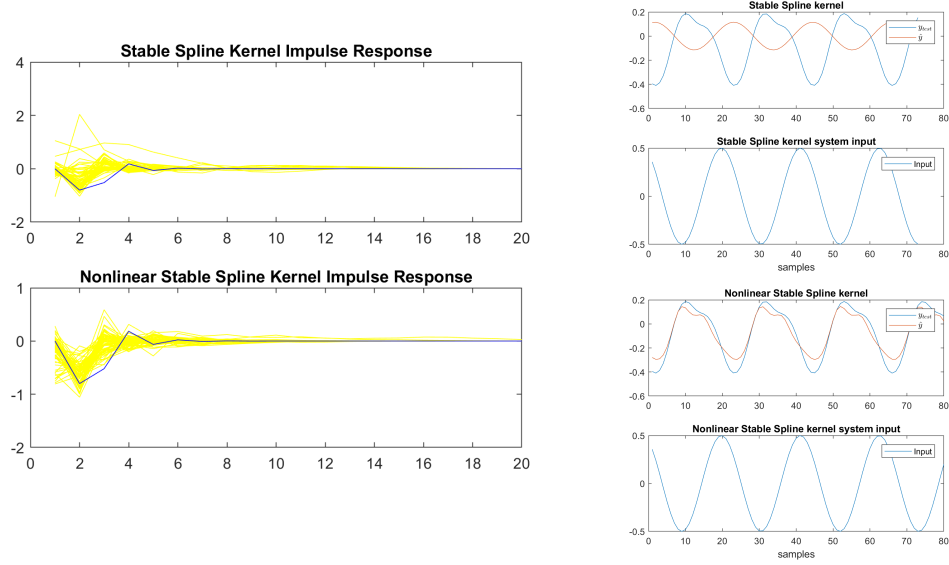 Stable Spline Kernel Impulse Response
4
2
0
-2
0 2 4 6 8 10 12 14 16 18 20
Nonlinear Stable Spline Kernel Impulse Response
1
0
-1
-2
0 2 4 6 8 10 12 14 16 18 20
Stable Spline kernel
0.2
0
-0.2
-0.4
-0.6
0 10 20 30 40 50 60 70 80
y_test
ŷ
Stable Spline kernel system input
0.5
0
-0.5
0 10 20 30 40 50 60 70 80
Input
samples
Nonlinear Stable Spline kernel
0.2
0
-0.2
-0.4
-0.6
0 10 20 30 40 50 60 70 80
y_test
ŷ
Nonlinear Stable Spline kernel system input
0.5
0
-0.5
0 10 20 30 40 50 60 70 80
Input
samples